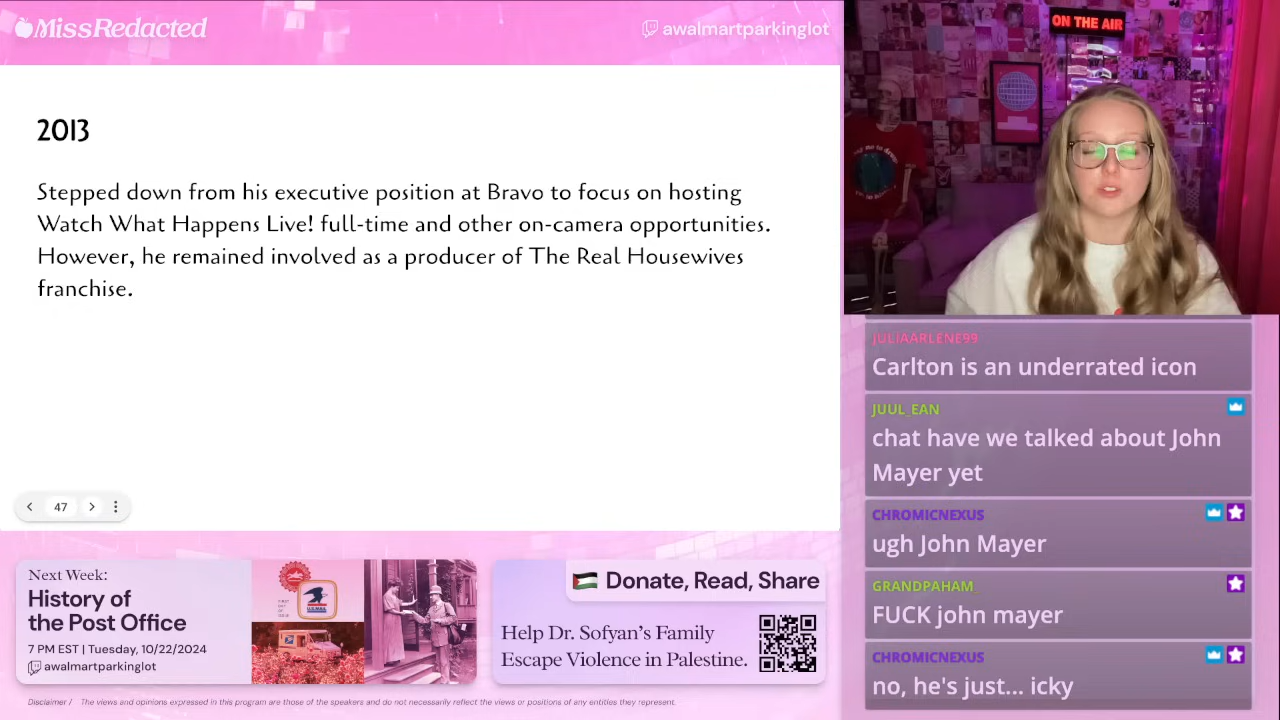 MissRedacted
awalmartparkinglot
ON THE AIR
2013
Stepped down from his executive position at Bravo to focus on hosting
Watch What Happens Live! full-time and other on-camera opportunities.
However, he remained involved as a producer of The Real Housewives
franchise.
47
JULIAARLENE99
Carlton is an underrated icon
JUUL_EAN
chat have we talked about John
Mayer yet
CHROMICNEXUS
ugh John Mayer
GRANDPAHAM_
FUCK john mayer
CHROMICNEXUS
no, he's just... icky
Next Week:
History of
the Post Office
7 PM EST | Tuesday, 10/22/2024
awalmartparkinglot
U.S.MAIL
Donate, Read, Share
Help Dr. Sofyan's Family
Escape Violence in Palestine.
Disclaimer / The views and opinions expressed in this program are those of the speakers and do not necessarily reflect the views or positions of any entities they represent.